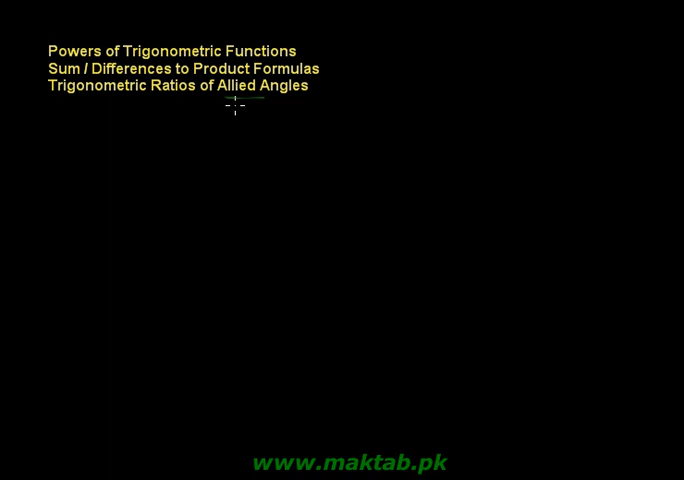 Powers of Trigonometric Functions
Sum / Differences to Product Formulas
Trigonometric Ratios of Allied Angles
www.maktab.pk